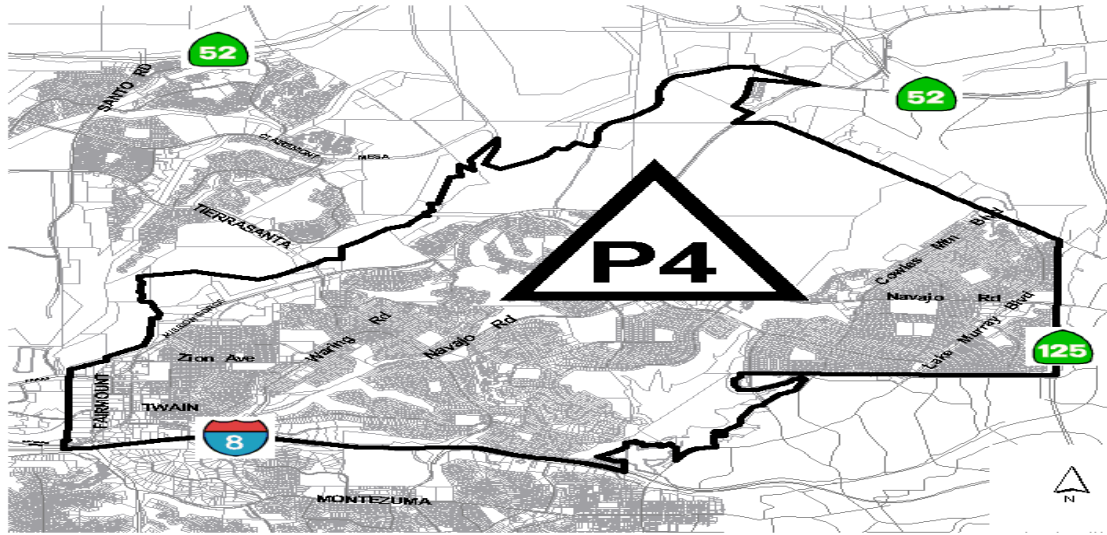 52
SANTO RD
52
CLAIREMONT
MESA
TIERRASANTA
P4
Cowles Mtn Blvd
Navajo Rd
Waring Rd
Navajo Rd
Lake Murray Blvd
Zion Ave
125
FAIRMOUNT
TWAIN
8
MONTEZUMA
N